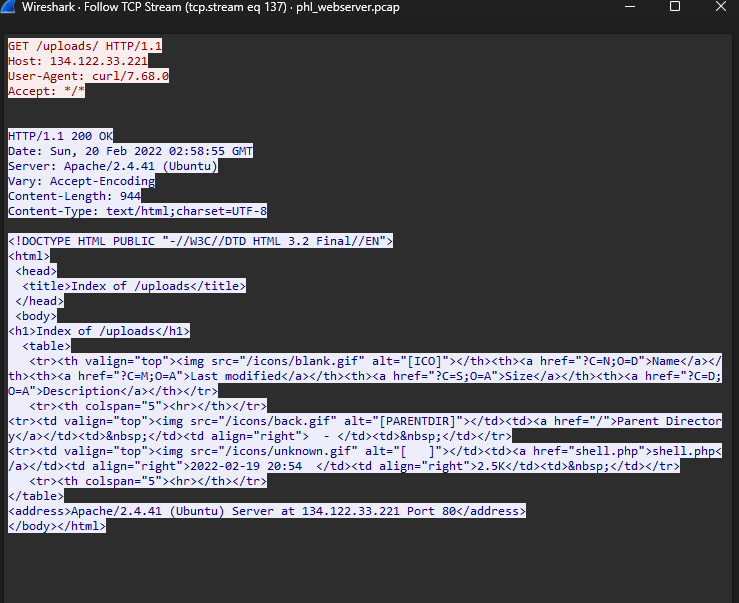 Wireshark · Follow TCP Stream (tcp.stream eq 137) · phl_webserver.pcap
GET /uploads/ HTTP/1.1
Host: 134.122.33.221
User-Agent: curl/7.68.0
Accept: */*
HTTP/1.1 200 OK
Date: Sun, 20 Feb 2022 02:58:55 GMT
Server: Apache/2.4.41 (Ubuntu)
Vary: Accept-Encoding
Content-Length: 944
Content-Type: text/html;charset=UTF-8
<!DOCTYPE HTML PUBLIC "-//W3C//DTD HTML 3.2 Final//EN">
<html>
 <head>
  <title>Index of /uploads</title>
 </head>
 <body>
<h1>Index of /uploads</h1>
  <table>
   <tr><th valign="top"><img src="/icons/blank.gif" alt="[ICO]"></th><th><a href="?C=N;O=D">Name</a></
th><th><a href="?C=M;O=A">Last modified</a></th><th><a href="?C=S;O=A">Size</a></th><th><a href="?C=D;
O=A">Description</a></th></tr>
   <tr><th colspan="5"><hr></th></tr>
<tr><td valign="top"><img src="/icons/back.gif" alt="[PARENTDIR]"></td><td><a href="/">Parent Director
y</a></td><td>&nbsp;</td><td align="right">  - </td><td>&nbsp;</td></tr>
<tr><td valign="top"><img src="/icons/unknown.gif" alt="[   ]"></td><td><a href="shell.php">shell.php<
/a></td><td align="right">2022-02-19 20:54  </td><td align="right">2.5K</td><td>&nbsp;</td></tr>
   <tr><th colspan="5"><hr></th></tr>
</table>
<address>Apache/2.4.41 (Ubuntu) Server at 134.122.33.221 Port 80</address>
</body></html>